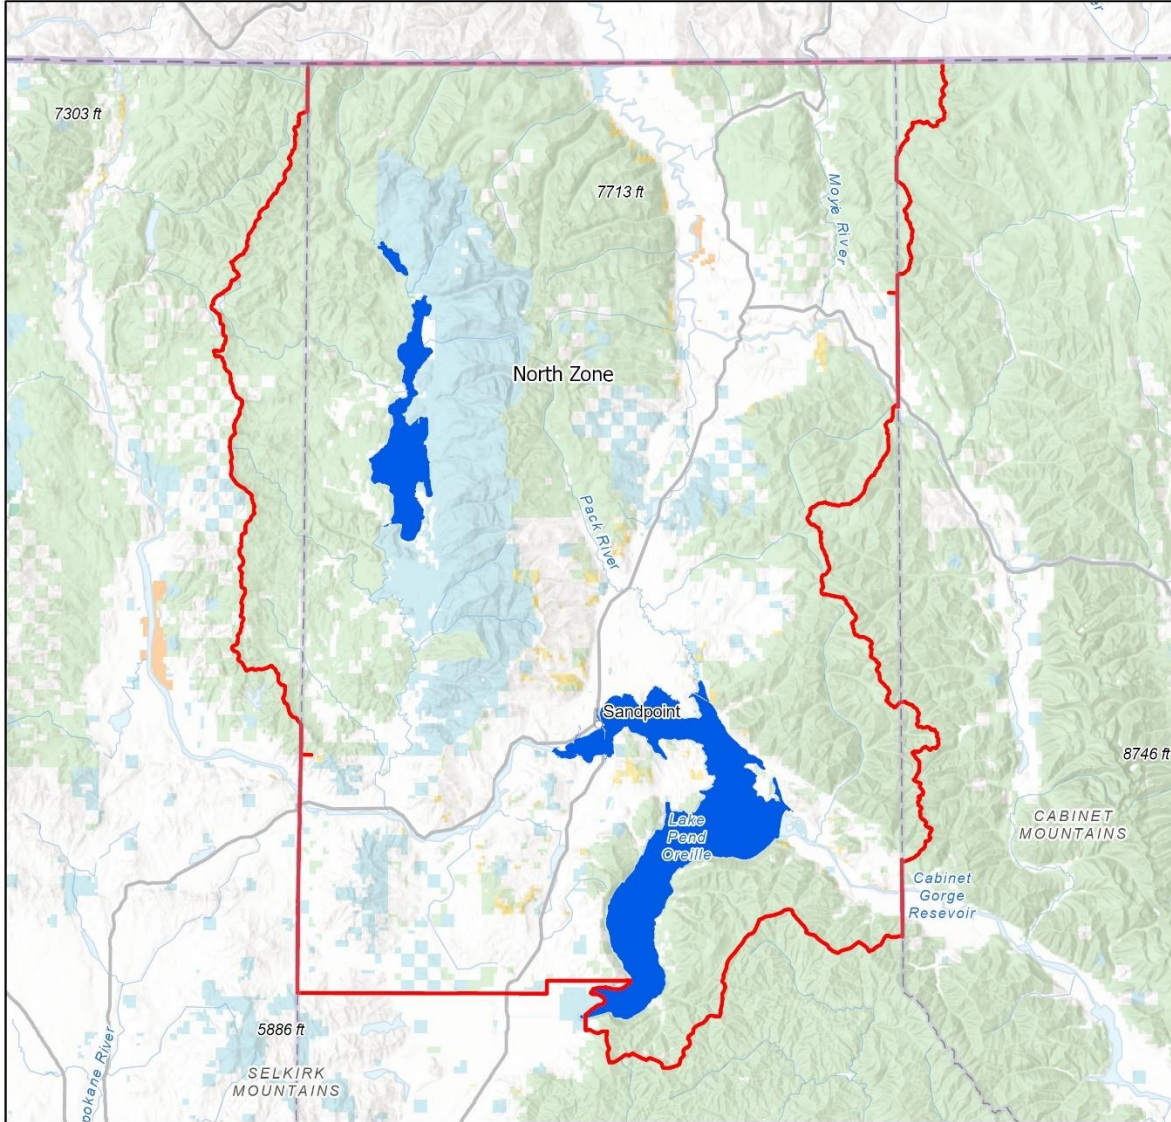 7303 ft
7713 ft
Moyie River
North Zone
Pack River
Sandpoint
8746 ft
Lake
Pend
Oreille
CABINET
MOUNTAINS
Cabinet
Gorge
Resevoir
5886 ft
SELKIRK
MOUNTAINS
pokane River